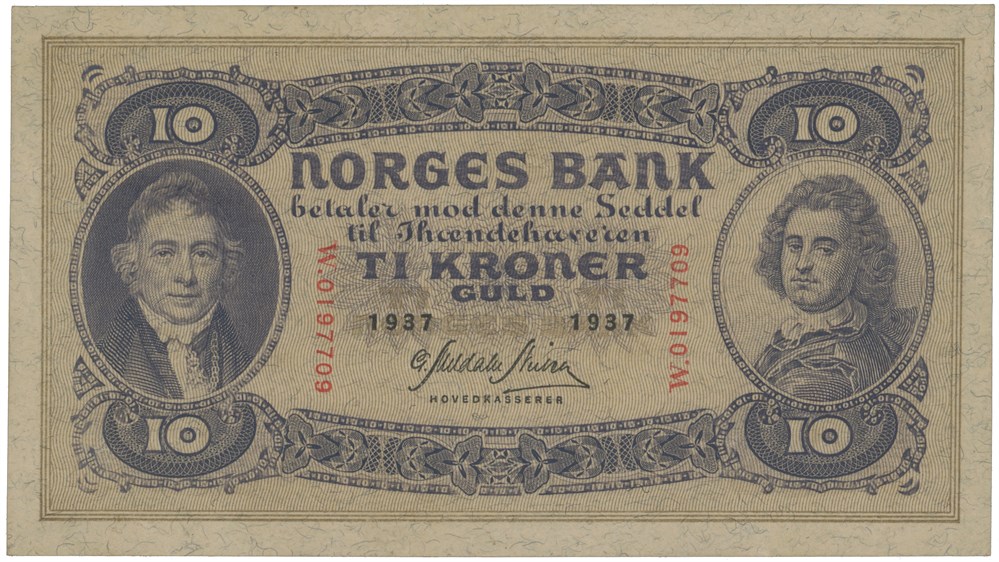 10 10
NORGES BANK
betaler mod denne Seddel
til Ihændehaveren
TI KRONER
GULD
W.0197709 W.0197709
1937 1937
HOVEDKASSERER
10 10